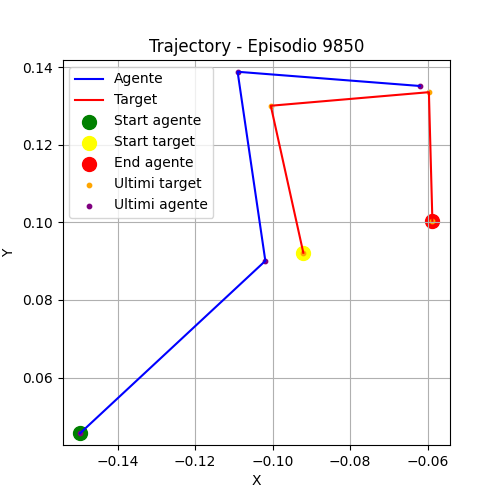 Trajectory - Episodio 9850
Agente
Target
Start agente
Start target
End agente
Ultimi target
Ultimi agente
0.14
0.12
0.10
0.08
0.06
Y
−0.14
−0.12
−0.10
−0.08
−0.06
X